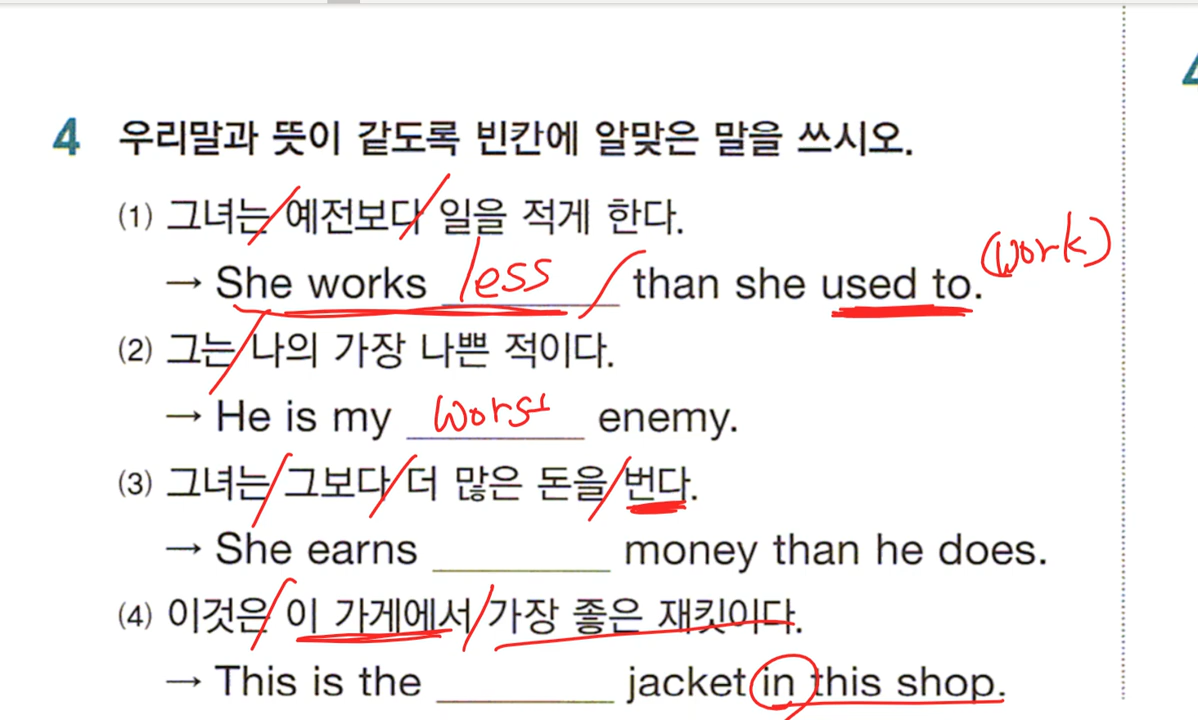 4 우리말과 뜻이 같도록 빈칸에 알맞은 말을 쓰시오.
(1) 그녀는 예전보다 일을 적게 한다.
→ She works less than she used to. (work)
(2) 그는 나의 가장 나쁜 적이다.
→ He is my worst enemy.
(3) 그녀는 그보다 더 많은 돈을 번다.
→ She earns ________ money than he does.
(4) 이것은 이 가게에서 가장 좋은 재킷이다.
→ This is the ________ jacket in this shop.